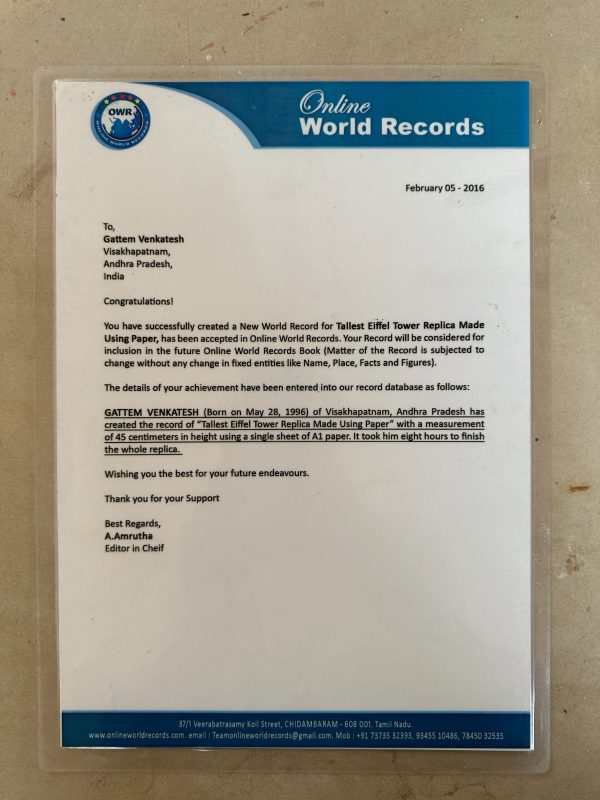 OWR
ONLINE WORLD RECORDS
Online
World Records
February 05 - 2016
To,
Gattem Venkatesh
Visakhapatnam,
Andhra Pradesh,
India
Congratulations!
You have successfully created a New World Record for Tallest Eiffel Tower Replica Made
Using Paper, has been accepted in Online World Records. Your Record will be considered for
inclusion in the future Online World Records Book (Matter of the Record is subjected to
change without any change in fixed entities like Name, Place, Facts and Figures).
The details of your achievement have been entered into our record database as follows:
GATTEM VENKATESH (Born on May 28, 1996) of Visakhapatnam, Andhra Pradesh has
created the record of “Tallest Eiffel Tower Replica Made Using Paper” with a measurement
of 45 centimeters in height using a single sheet of A1 paper. It took him eight hours to finish
the whole replica.
Wishing you the best for your future endeavours.
Thank you for your Support
Best Regards,
A.Amrutha
Editor in Cheif
37/1 Veerabatrasamy Koil Street, CHIDAMBARAM - 608 001. Tamil Nadu.
www.onlineworldrecords.com. email : Teamonlineworldrecords@gmail.com. Mob : +91 73735 32393, 93455 10486, 78450 32535